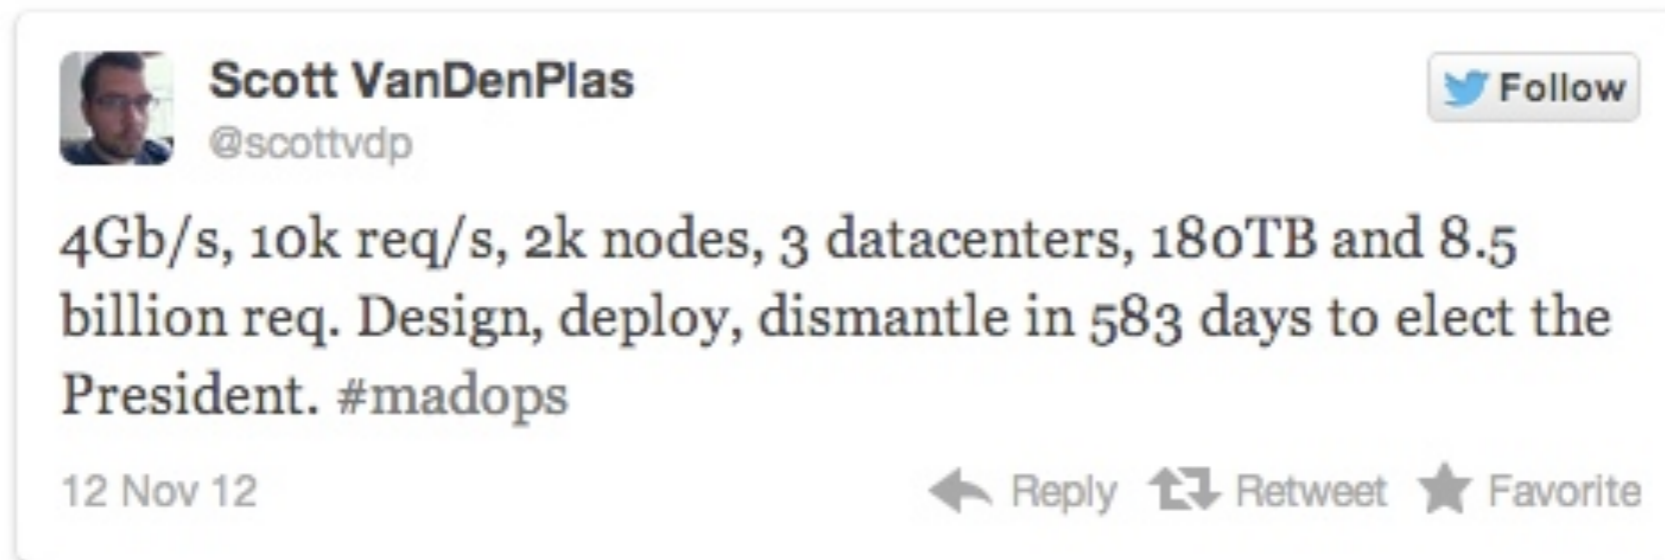 Scott VanDenPlas
@scottvdp
Follow
4Gb/s, 10k req/s, 2k nodes, 3 datacenters, 180TB and 8.5
billion req. Design, deploy, dismantle in 583 days to elect the
President. #madops
12 Nov 12
Reply Retweet Favorite